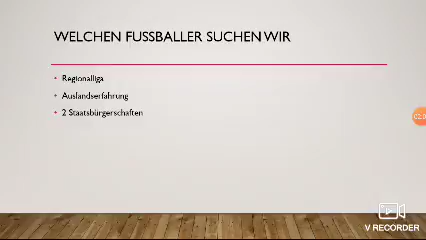 WELCHEN FUSSBALLER SUCHEN WIR
• Regionalliga
• Auslandserfahrung
• 2 Staatsbürgerschaften
V RECORDER